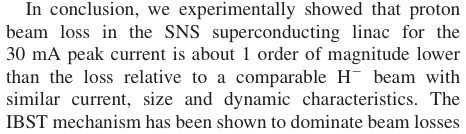 In conclusion, we experimentally showed that proton
beam loss in the SNS superconducting linac for the
30 mA peak current is about 1 order of magnitude lower
than the loss relative to a comparable H⁻ beam with
similar current, size and dynamic characteristics. The
IBST mechanism has been shown to dominate beam losses